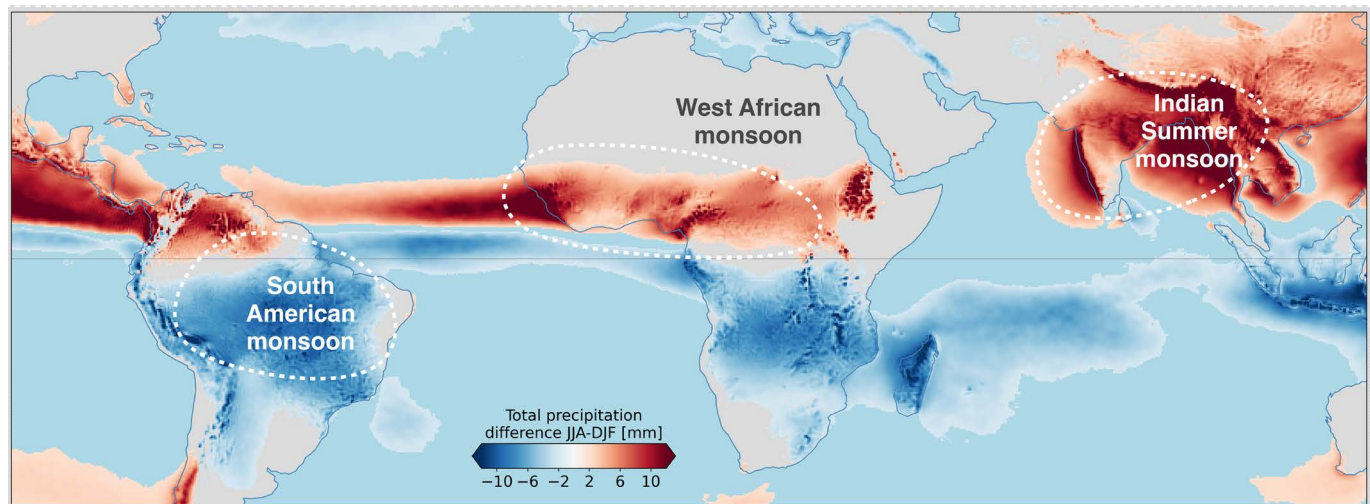 West African
monsoon
Indian
Summer
monsoon
South
American
monsoon
Total precipitation
difference JJA-DJF [mm]
−10 −6 −2 2 6 10